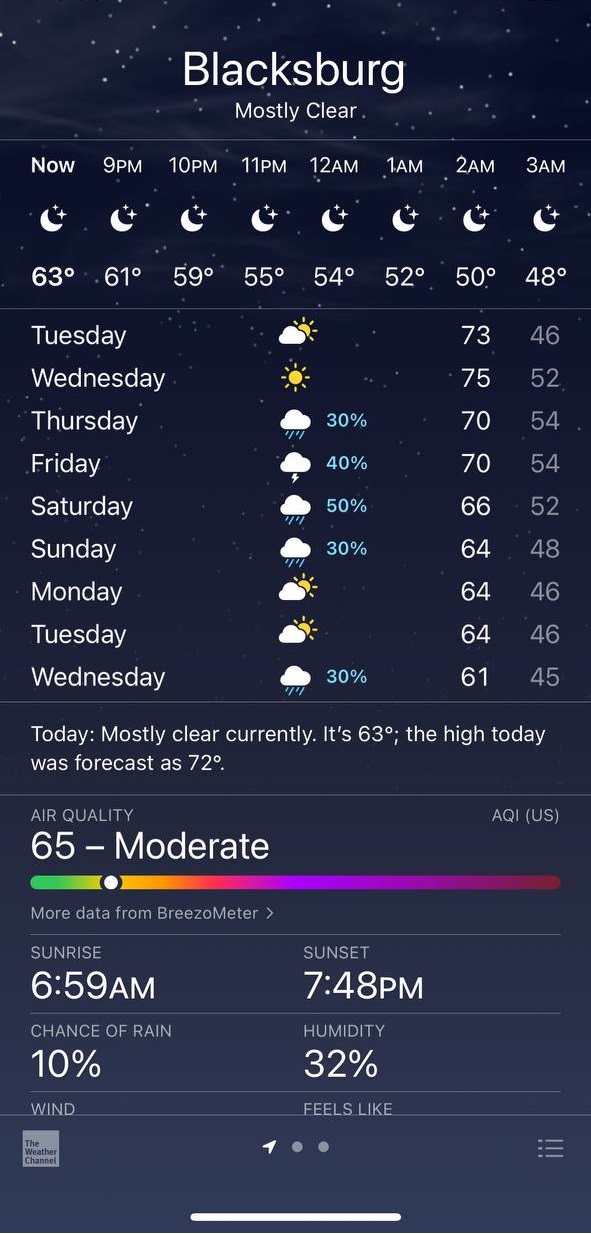 Blacksburg
Mostly Clear
Now 9PM 10PM 11PM 12AM 1AM 2AM 3AM
63° 61° 59° 55° 54° 52° 50° 48°
Tuesday 73 46
Wednesday 75 52
Thursday 30% 70 54
Friday 40% 70 54
Saturday 50% 66 52
Sunday 30% 64 48
Monday 64 46
Tuesday 64 46
Wednesday 30% 61 45
Today: Mostly clear currently. It’s 63°; the high today
was forecast as 72°.
AIR QUALITY AQI (US)
65 – Moderate
More data from BreezoMeter >
SUNRISE SUNSET
6:59AM 7:48PM
CHANCE OF RAIN HUMIDITY
10% 32%
WIND FEELS LIKE
The
Weather
Channel